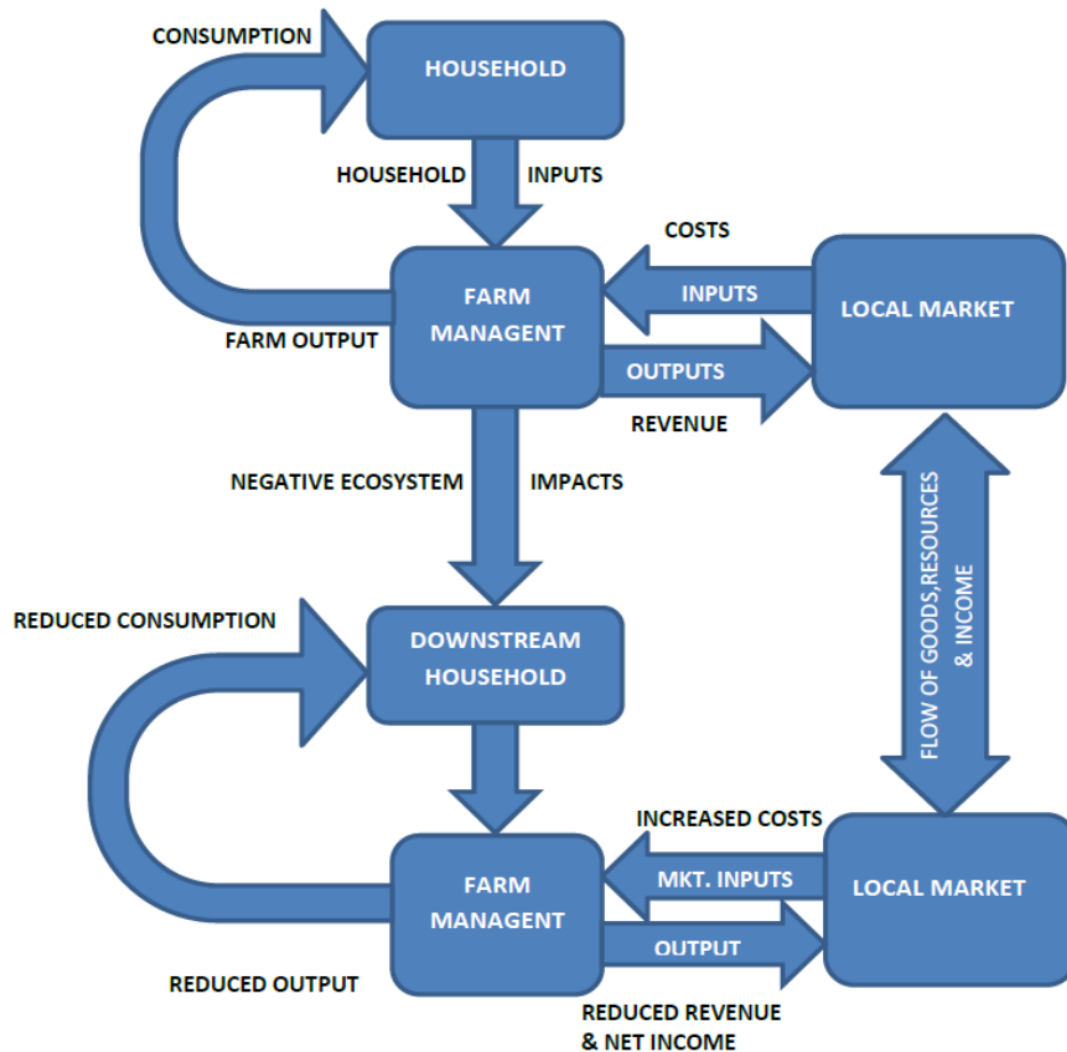 CONSUMPTION
HOUSEHOLD
HOUSEHOLD INPUTS
COSTS
FARM
MANAGENT
INPUTS
LOCAL MARKET
FARM OUTPUT
OUTPUTS
REVENUE
NEGATIVE ECOSYSTEM IMPACTS
FLOW OF GOODS,RESOURCES
& INCOME
REDUCED CONSUMPTION
DOWNSTREAM
HOUSEHOLD
INCREASED COSTS
FARM
MANAGENT
MKT. INPUTS
LOCAL MARKET
OUTPUT
REDUCED OUTPUT
REDUCED REVENUE
& NET INCOME